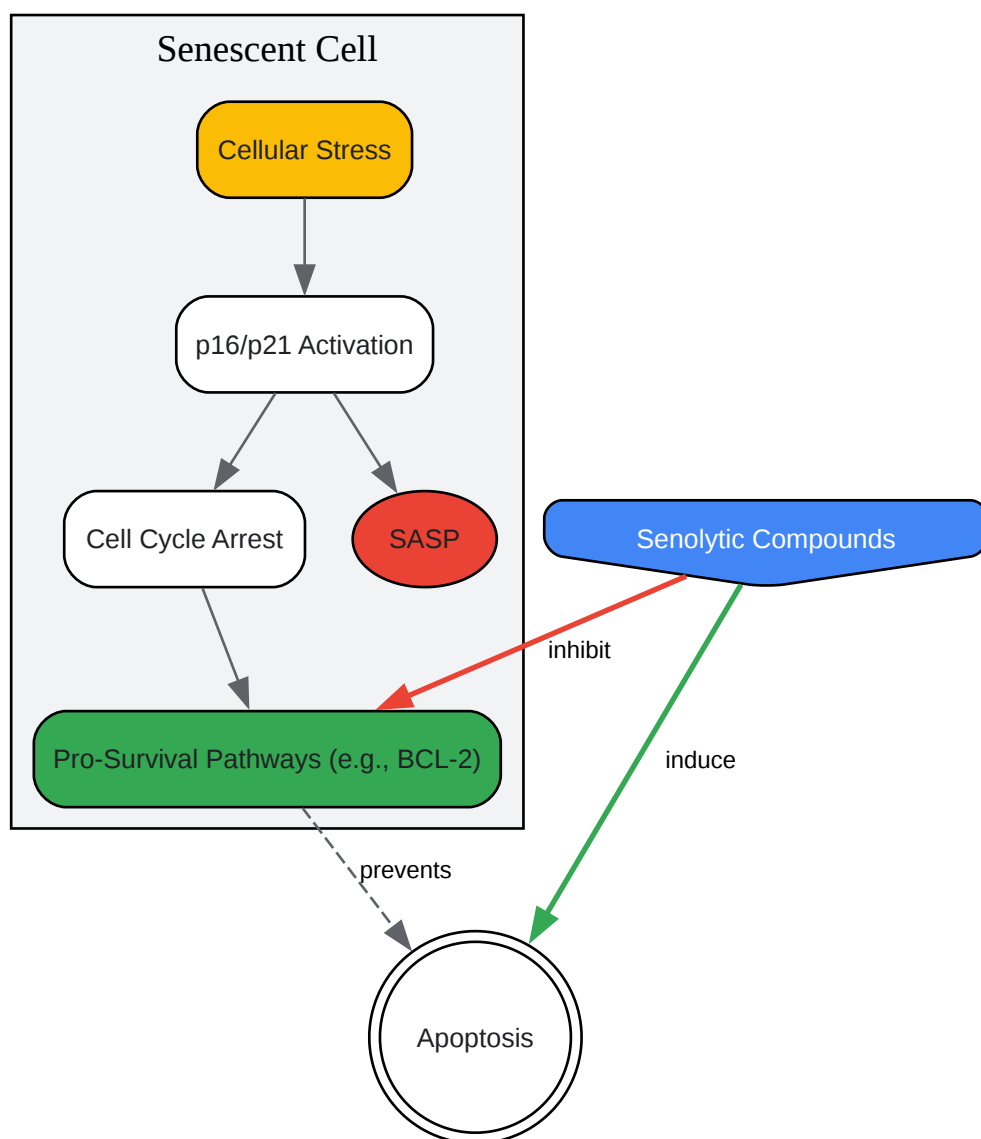 Senescent Cell
Cellular Stress
p16/p21 Activation
Cell Cycle Arrest
SASP
Senolytic Compounds
inhibit
Pro-Survival Pathways (e.g., BCL-2)
induce
prevents
Apoptosis